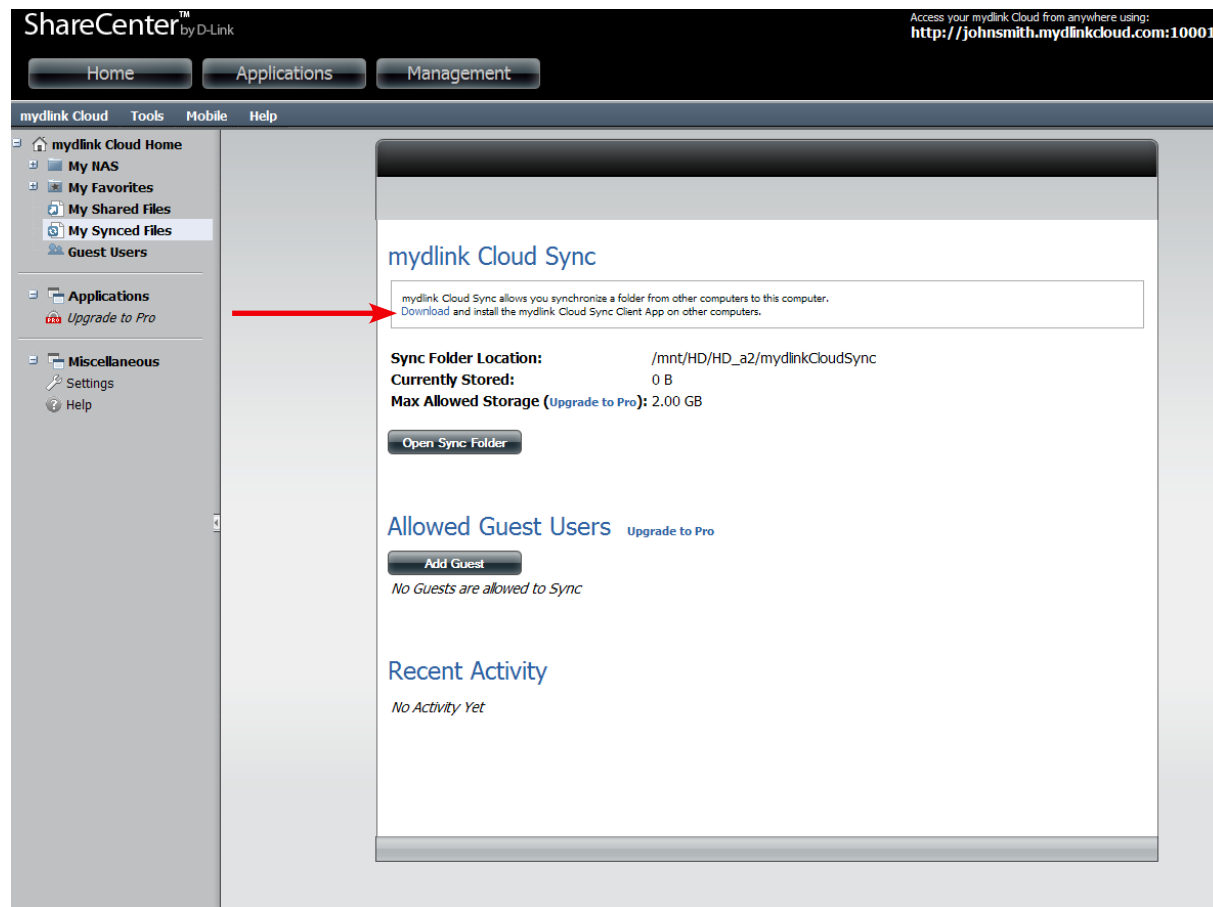 ShareCenter™ by D-Link
Access your mydlink Cloud from anywhere using:
http://johnsmith.mydlinkcloud.com:10001
Home Applications Management
mydlink Cloud Tools Mobile Help
mydlink Cloud Home
My NAS
My Favorites
My Shared Files
My Synced Files
Guest Users
Applications
PRO Upgrade to Pro
Miscellaneous
Settings
Help
mydlink Cloud Sync
mydlink Cloud Sync allows you synchronize a folder from other computers to this computer.
Download and install the mydlink Cloud Sync Client App on other computers.
Sync Folder Location: /mnt/HD/HD_a2/mydlinkCloudSync
Currently Stored: 0 B
Max Allowed Storage (Upgrade to Pro): 2.00 GB
Open Sync Folder
Allowed Guest Users Upgrade to Pro
Add Guest
No Guests are allowed to Sync
Recent Activity
No Activity Yet